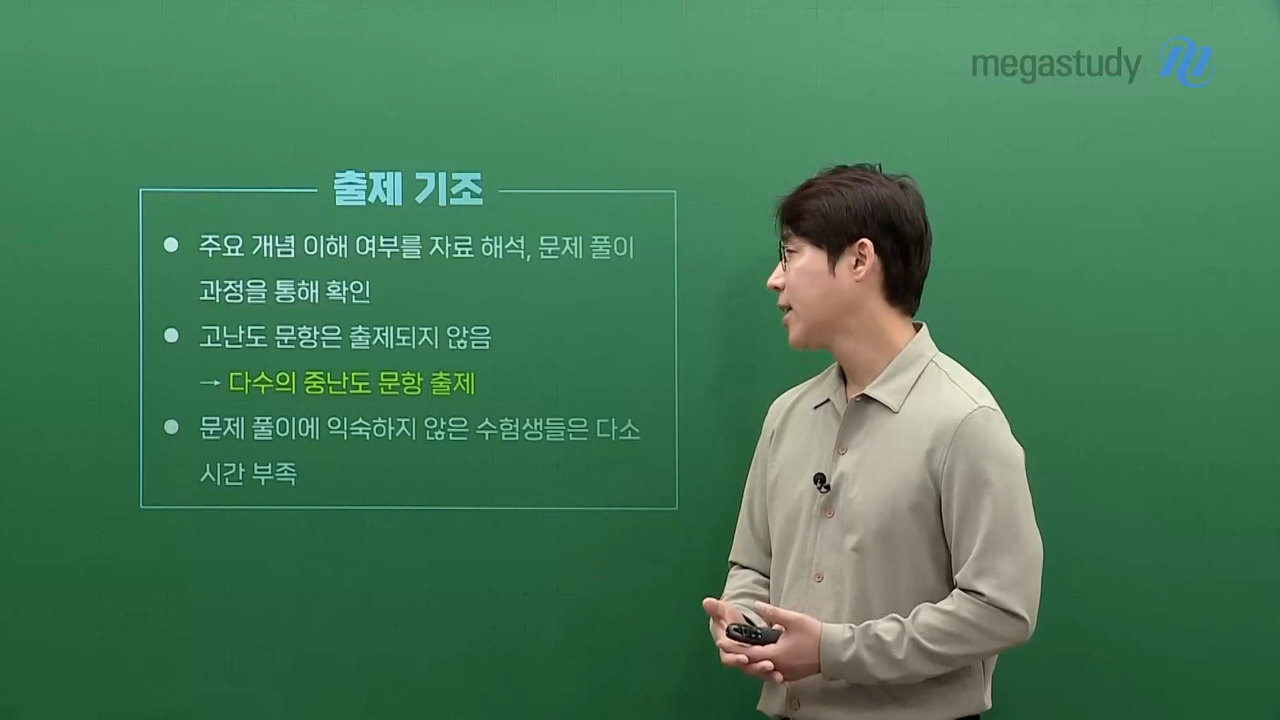 megastudy
출제 기조
주요 개념 이해 여부를 자료 해석, 문제 풀이
과정을 통해 확인
고난도 문항은 출제되지 않음
→ 다수의 중난도 문항 출제
문제 풀이에 익숙하지 않은 수험생들은 다소
시간 부족